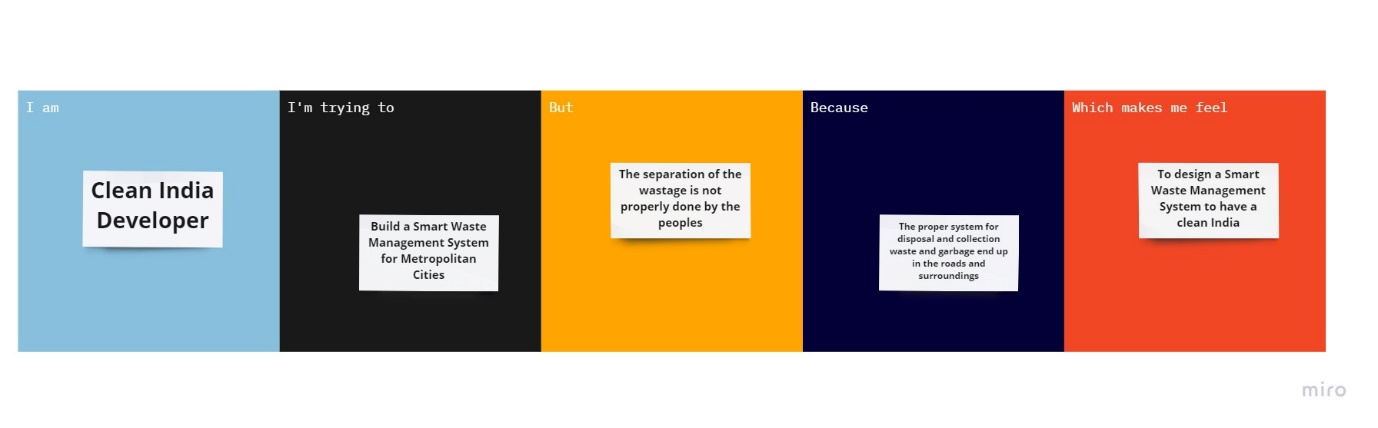 I am
Clean India
Developer
I'm trying to
Build a Smart Waste
Management System
for Metropolitan
Cities
But
The separation of the
wastage is not
properly done by the
peoples
Because
The proper system for
disposal and collection
waste and garbage end up
in the roads and
surroundings
Which makes me feel
To design a Smart
Waste Management
System to have a
clean India
miro